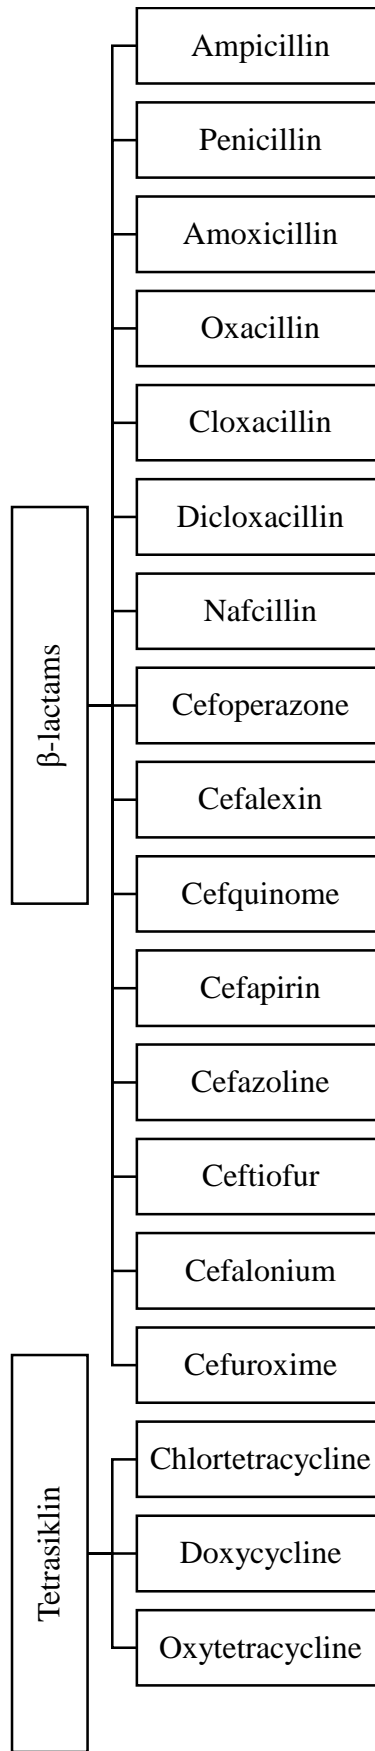 β-lactams
Ampicillin
Penicillin
Amoxicillin
Oxacillin
Cloxacillin
Dicloxacillin
Nafcillin
Cefoperazone
Cefalexin
Cefquinome
Cefapirin
Cefazoline
Ceftiofur
Cefalonium
Cefuroxime
Tetrasiklin
Chlortetracycline
Doxycycline
Oxytetracycline